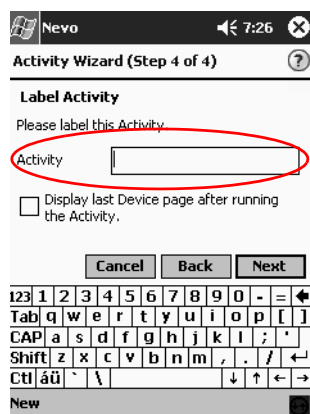 Nevo 7:26
Activity Wizard (Step 4 of 4) ?
Label Activity
Please label this Activity.
Activity
Display last Device page after running
the Activity.
Cancel Back Next
123 1 2 3 4 5 6 7 8 9 0 - =
Tab q w e r t y u i o p [ ]
CAP a s d f g h j k l ; '
Shift z x c v b n m , . /
Ctl áü ` \
New